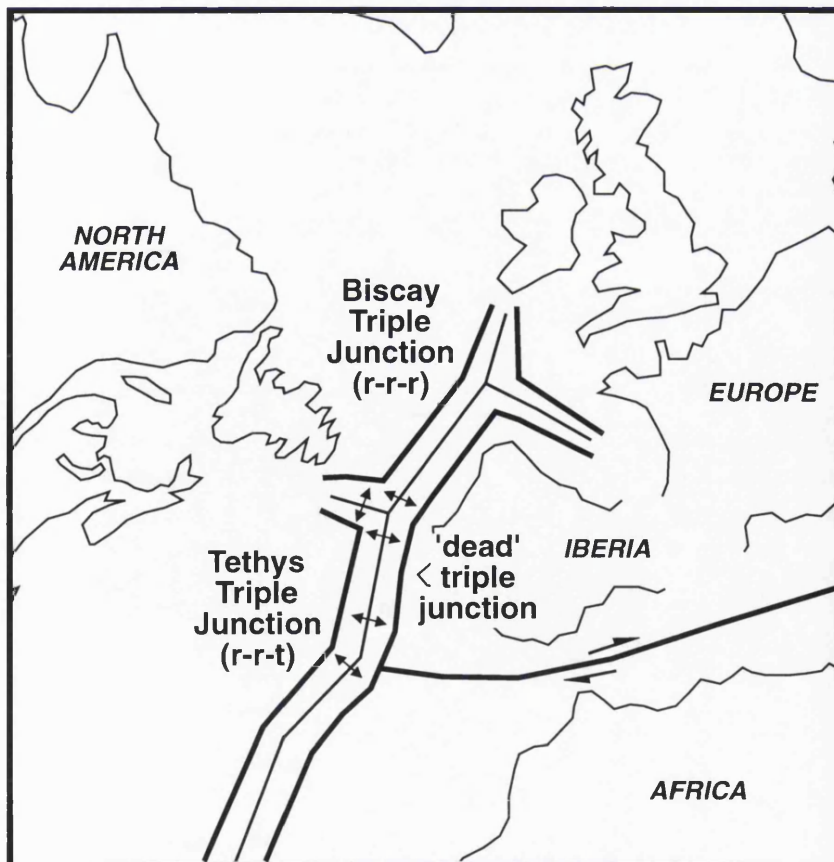 NORTH
AMERICA
Biscay
Triple
Junction
(r-r-r)
EUROPE
Tethys
Triple
Junction
(r-r-t)
'dead'
triple
junction
IBERIA
AFRICA